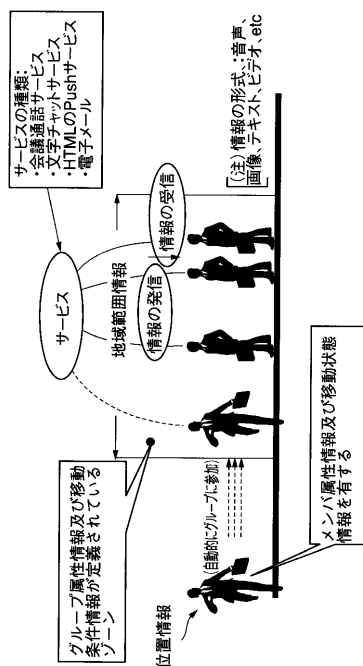 サービスの種類:
・会議通話サービス
・文字チャットサービス
・HTMLのPushサービス
・電子メール
サービス
地域範囲情報
情報の発信
情報の受信
[(注)情報の形式、:音声、
画像、テキスト、ビデオ、etc
グループ属性情報及び移動
条件情報が定義されている
ゾーン
(自動的にグループに参加)
位置情報
メンバ属性情報及び移動状態
情報を有する